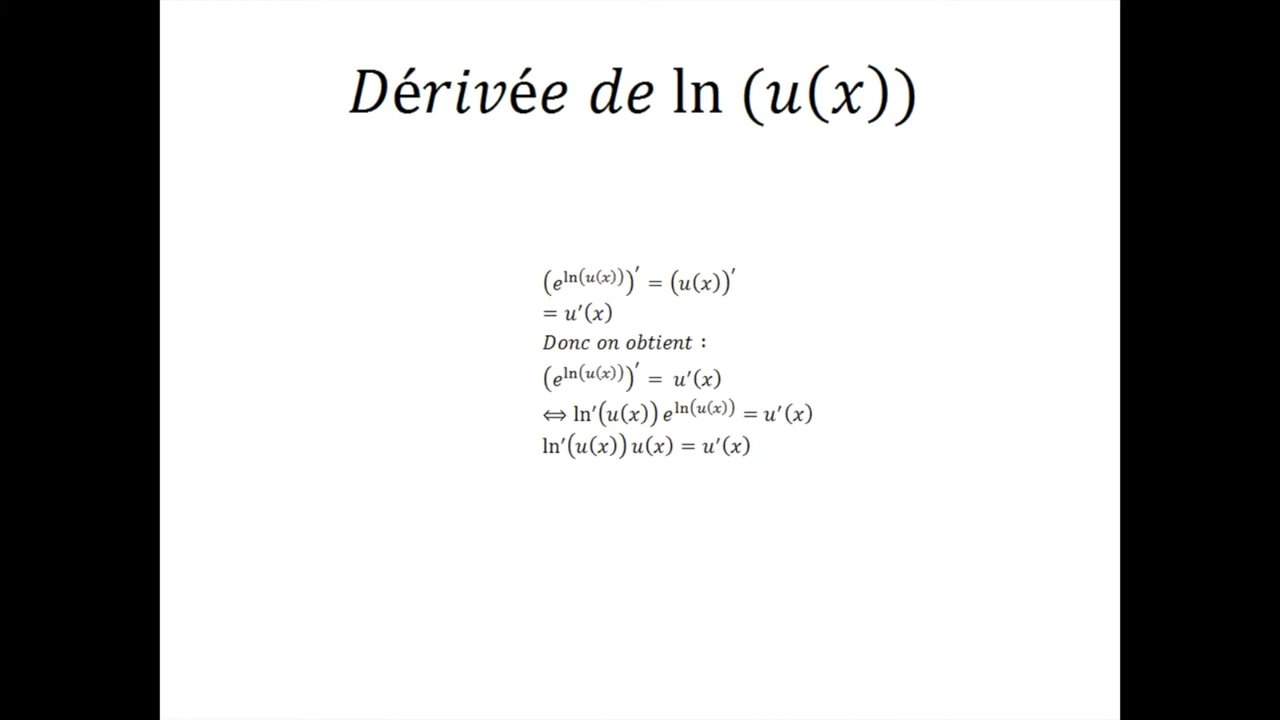 Dérivée de ln (u(x))
(e^{ln(u(x))})′ = (u(x))′
= u′(x)
Donc on obtient :
(e^{ln(u(x))})′ = u′(x)
⇔ ln′(u(x)) e^{ln(u(x))} = u′(x)
ln′(u(x)) u(x) = u′(x)